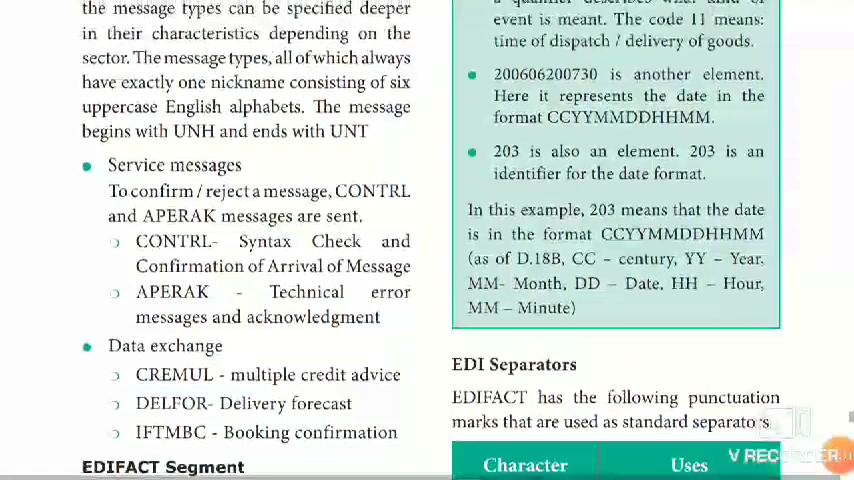 the message types can be specified deeper
in their characteristics depending on the
sector. The message types, all of which always
have exactly one nickname consisting of six
uppercase English alphabets. The message
begins with UNH and ends with UNT
Service messages
To confirm / reject a message, CONTRL
and APERAK messages are sent.
CONTRL- Syntax Check and
Confirmation of Arrival of Message
APERAK - Technical error
messages and acknowledgment
Data exchange
CREMUL - multiple credit advice
DELFOR- Delivery forecast
IFTMBC - Booking confirmation
EDIFACT Segment
event is meant. The code 11 means:
time of dispatch / delivery of goods.
200606200730 is another element.
Here it represents the date in the
format CCYYMMDDHHMM.
203 is also an element. 203 is an
identifier for the date format.
In this example, 203 means that the date
is in the format CCYYMMDDHHMM
(as of D.18B, CC - century, YY – Year,
MM- Month, DD – Date, HH – Hour,
MM – Minute)
EDI Separators
EDIFACT has the following punctuation
marks that are used as standard separators.
Character Uses
V RECORDER